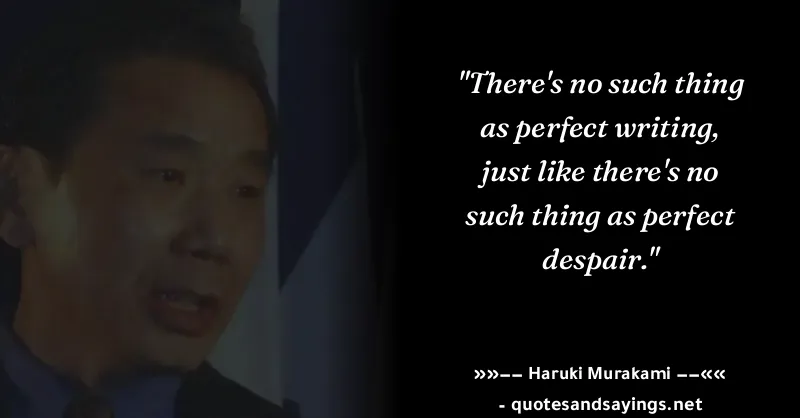 "There's no such thing
as perfect writing,
just like there's no
such thing as perfect
despair."
»»–– Haruki Murakami ––««
- quotesandsayings.net